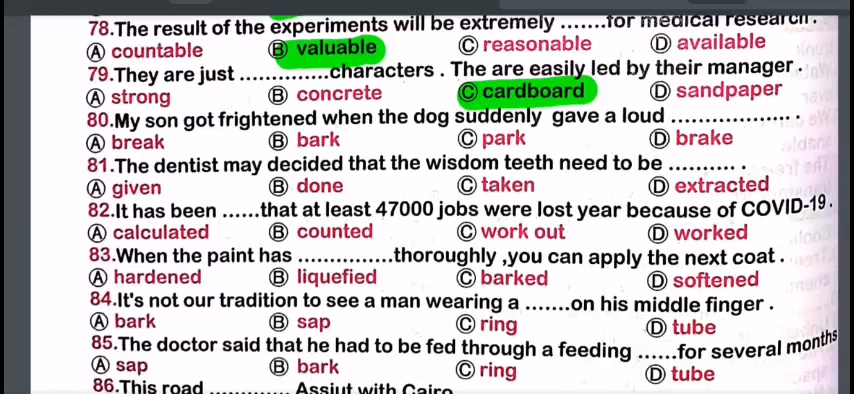 78.The result of the experiments will be extremely .......for medical research .
Ⓐ countable Ⓑ valuable Ⓒ reasonable Ⓓ available
79.They are just ..............characters . The are easily led by their manager .
Ⓐ strong Ⓑ concrete Ⓒ cardboard Ⓓ sandpaper
80.My son got frightened when the dog suddenly gave a loud ................... .
Ⓐ break Ⓑ bark Ⓒ park Ⓓ brake
81.The dentist may decided that the wisdom teeth need to be .......... .
Ⓐ given Ⓑ done Ⓒ taken Ⓓ extracted
82.It has been ......that at least 47000 jobs were lost year because of COVID-19.
Ⓐ calculated Ⓑ counted Ⓒ work out Ⓓ worked
83.When the paint has ...............thoroughly ,you can apply the next coat .
Ⓐ hardened Ⓑ liquefied Ⓒ barked Ⓓ softened
84.It's not our tradition to see a man wearing a .......on his middle finger .
Ⓐ bark Ⓑ sap Ⓒ ring Ⓓ tube
85.The doctor said that he had to be fed through a feeding ......for several months
Ⓐ sap Ⓑ bark Ⓒ ring Ⓓ tube
86.This road ............. Assiut with Cairo